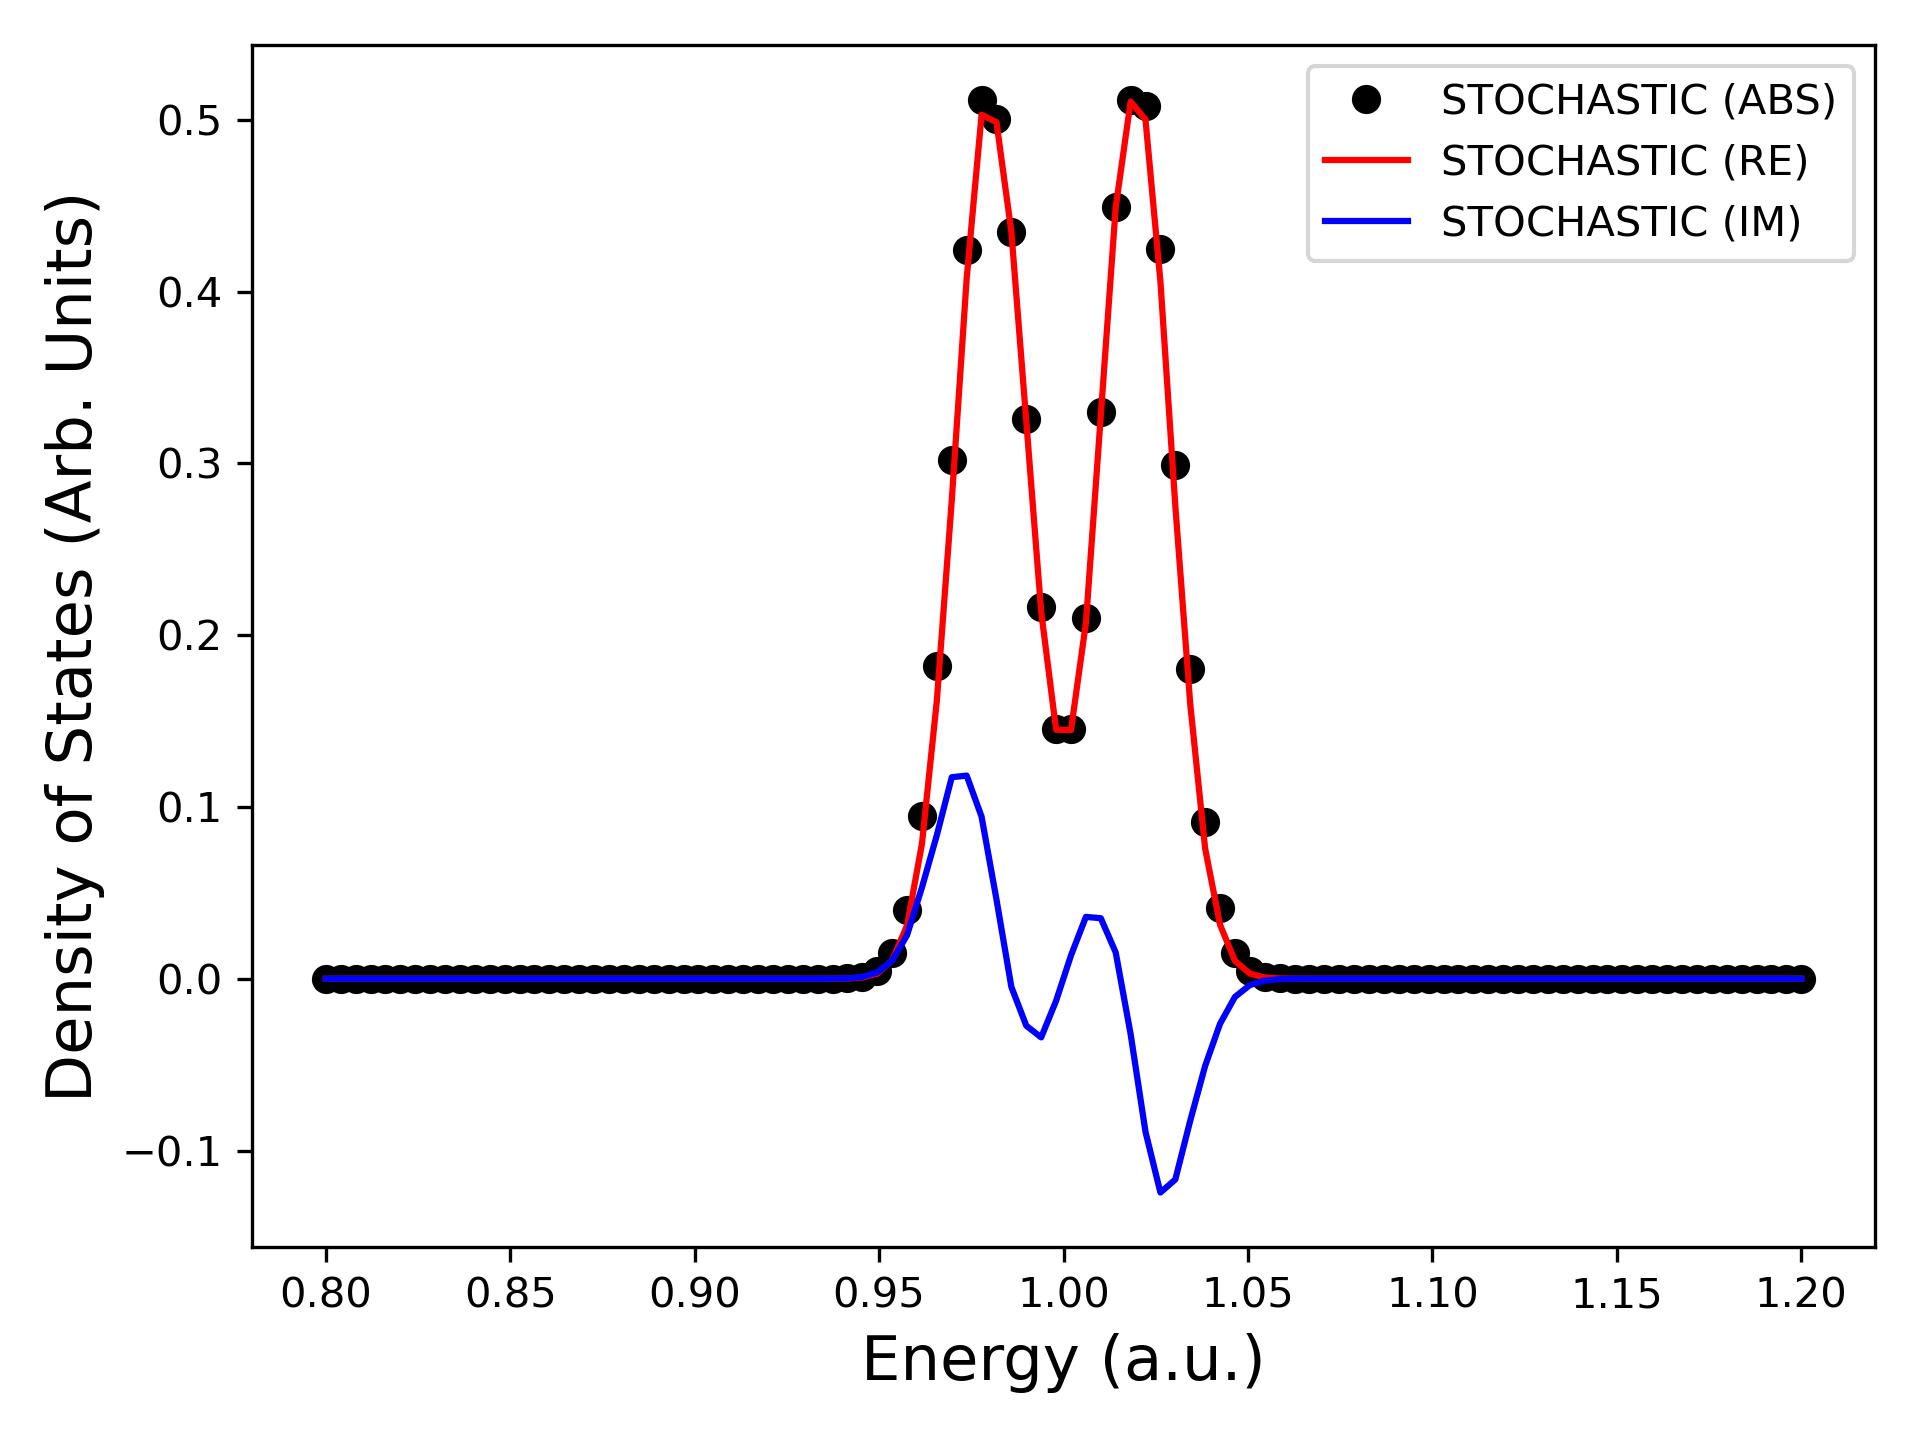 STOCHASTIC (ABS)
STOCHASTIC (RE)
STOCHASTIC (IM)
Density of States (Arb. Units)
0.5
0.4
0.3
0.2
0.1
0.0
−0.1
0.80 0.85 0.90 0.95 1.00 1.05 1.10 1.15 1.20
Energy (a.u.)